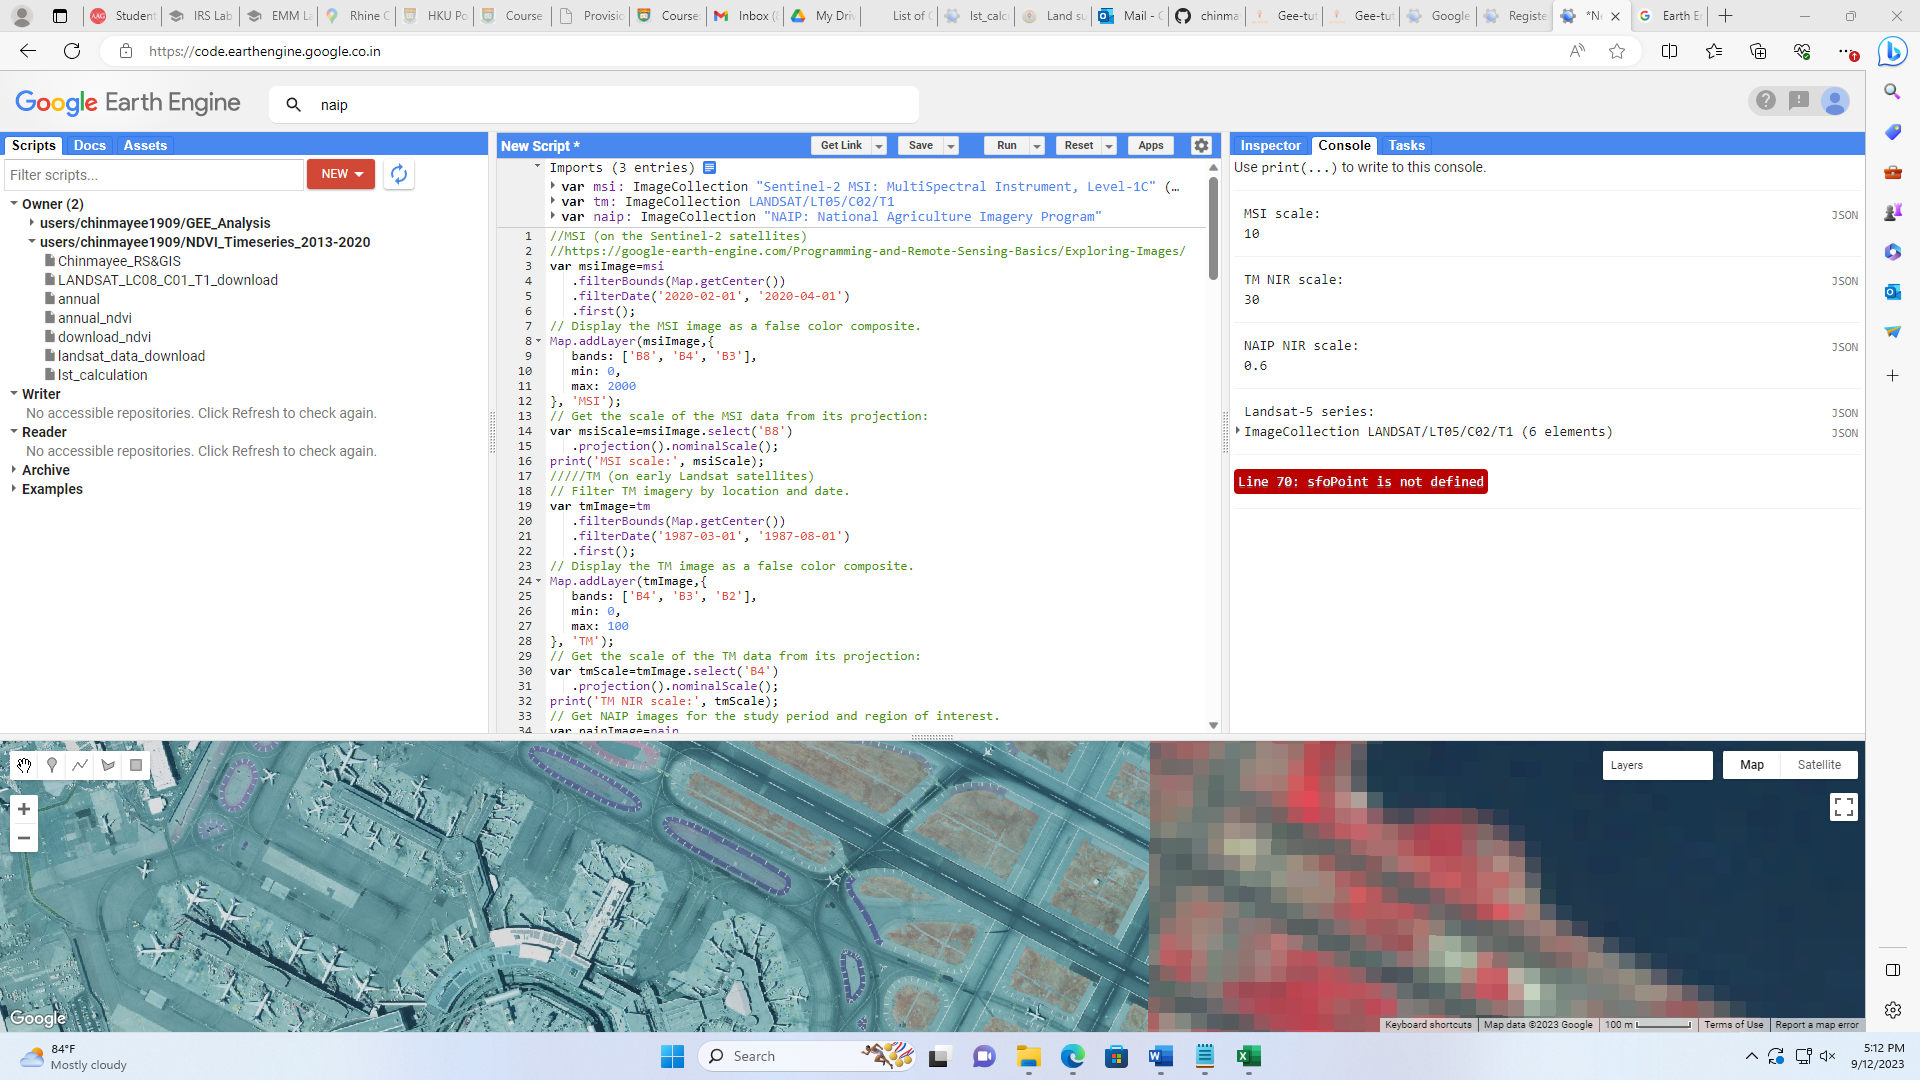 Student
IRS Lab
EMM La
Rhine C
HKU Po
Course
Provisio
Course:
Inbox (
My Driv
List of C
lst_calcu
Land su
Mail - C
chinma
Gee-tut
Gee-tut
Google
Registe
*Ne
Earth E
https://code.earthengine.google.co.in
Google Earth Engine
naip
Scripts
Docs
Assets
Filter scripts...
NEW
Owner (2)
users/chinmayee1909/GEE_Analysis
users/chinmayee1909/NDVI_Timeseries_2013-2020
Chinmayee_RS&GIS
LANDSAT_LC08_C01_T1_download
annual
annual_ndvi
download_ndvi
landsat_data_download
lst_calculation
Writer
No accessible repositories. Click Refresh to check again.
Reader
No accessible repositories. Click Refresh to check again.
Archive
Examples
New Script *
Get Link
Save
Run
Reset
Apps
Imports (3 entries)
var msi: ImageCollection "Sentinel-2 MSI: MultiSpectral Instrument, Level-1C" (…
var tm: ImageCollection LANDSAT/LT05/C02/T1
var naip: ImageCollection "NAIP: National Agriculture Imagery Program"
1 //MSI (on the Sentinel-2 satellites)
2 //https://google-earth-engine.com/Programming-and-Remote-Sensing-Basics/Exploring-Images/
3 var msiImage=msi
4 .filterBounds(Map.getCenter())
5 .filterDate('2020-02-01', '2020-04-01')
6 .first();
7 // Display the MSI image as a false color composite.
8 Map.addLayer(msiImage,{
9 bands: ['B8', 'B4', 'B3'],
10 min: 0,
11 max: 2000
12 }, 'MSI');
13 // Get the scale of the MSI data from its projection:
14 var msiScale=msiImage.select('B8')
15 .projection().nominalScale();
16 print('MSI scale:', msiScale);
17 /////TM (on early Landsat satellites)
18 // Filter TM imagery by location and date.
19 var tmImage=tm
20 .filterBounds(Map.getCenter())
21 .filterDate('1987-03-01', '1987-08-01')
22 .first();
23 // Display the TM image as a false color composite.
24 Map.addLayer(tmImage,{
25 bands: ['B4', 'B3', 'B2'],
26 min: 0,
27 max: 100
28 }, 'TM');
29 // Get the scale of the TM data from its projection:
30 var tmScale=tmImage.select('B4')
31 .projection().nominalScale();
32 print('TM NIR scale:', tmScale);
33 // Get NAIP images for the study period and region of interest.
34 var naipImage=naip
Inspector
Console
Tasks
Use print(...) to write to this console.
MSI scale: JSON
10
TM NIR scale: JSON
30
NAIP NIR scale: JSON
0.6
Landsat-5 series: JSON
ImageCollection LANDSAT/LT05/C02/T1 (6 elements) JSON
Line 70: sfoPoint is not defined
Layers
Map
Satellite
Google
Keyboard shortcuts
Map data ©2023 Google
100 m
Terms of Use
Report a map error
84°F
Mostly cloudy
Search
5:12 PM
9/12/2023